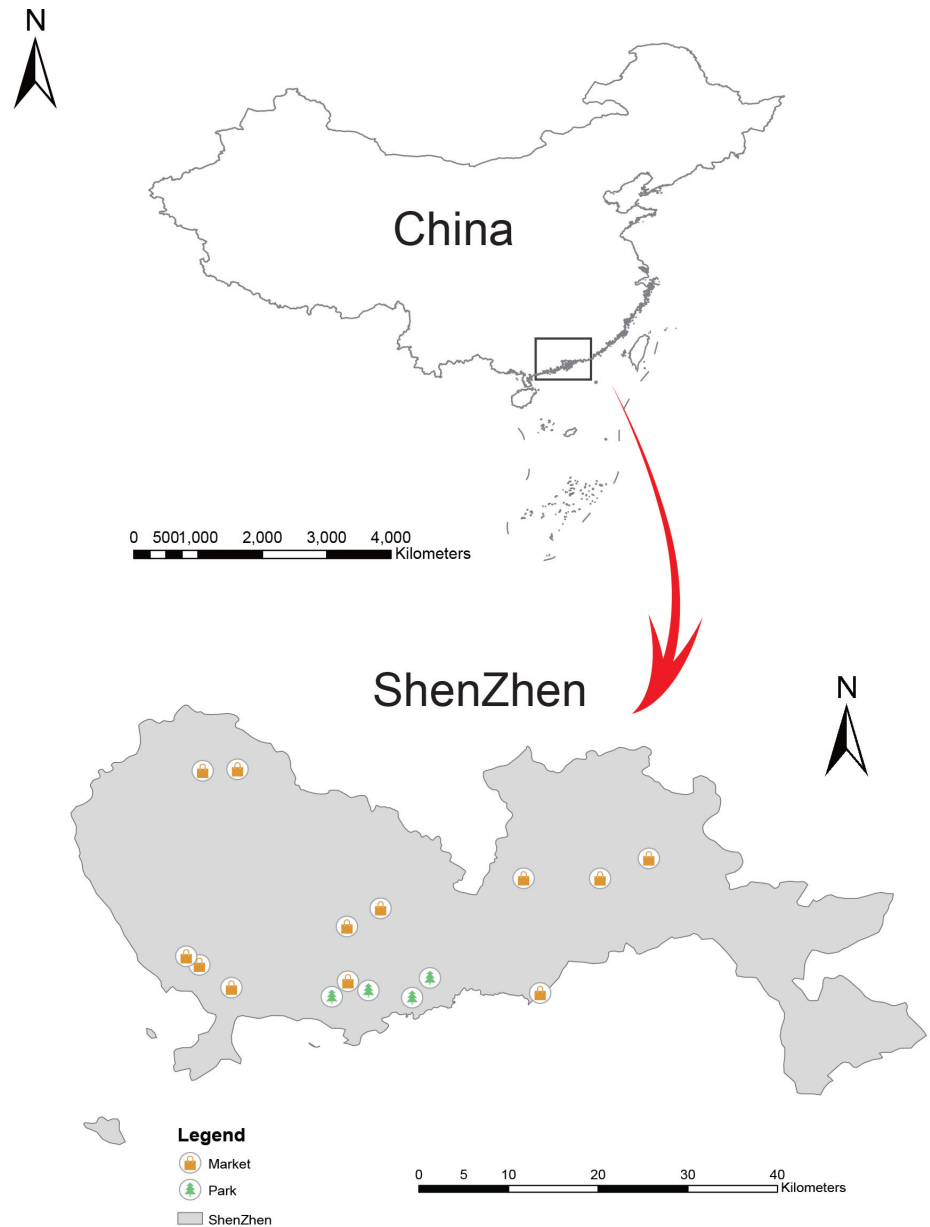 N
China
0 5001,000 2,000 3,000 4,000
Kilometers
ShenZhen
N
Legend
Market
Park
ShenZhen
0 5 10 20 30 40
Kilometers